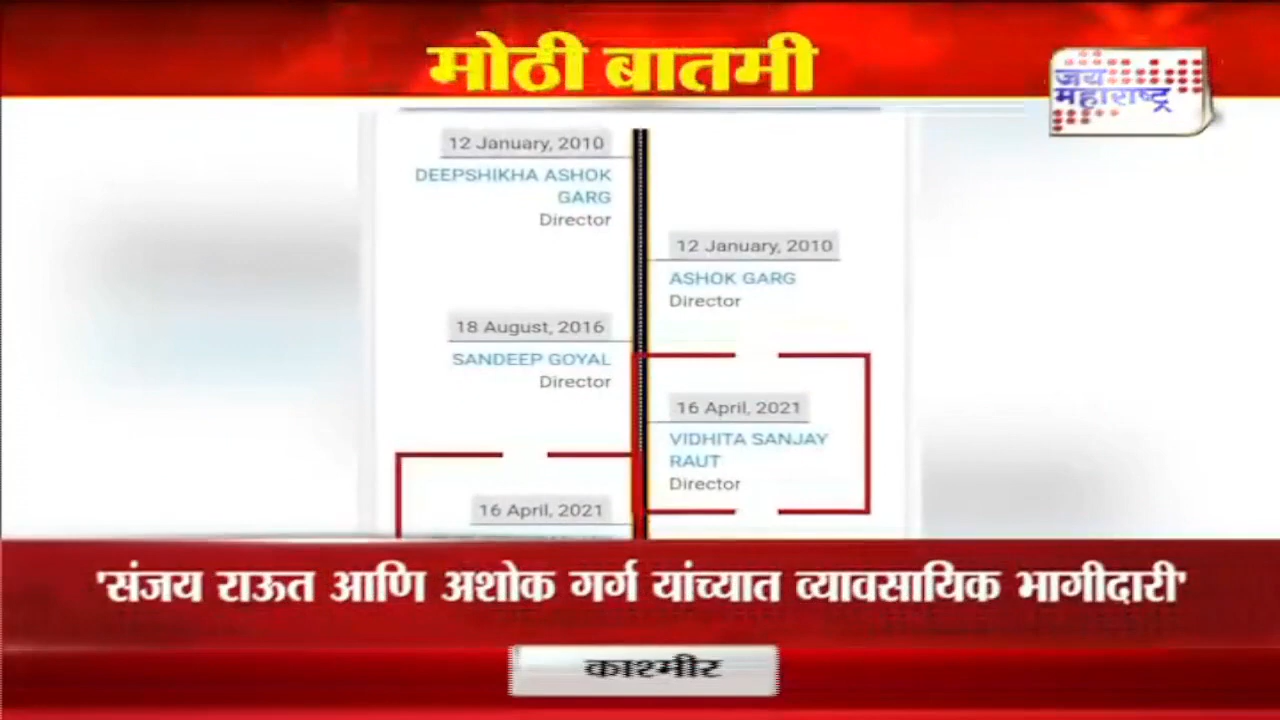 मोठी बातमी
जय
महाराष्ट्र
12 January, 2010
DEEPSHIKHA ASHOK
GARG
Director
12 January, 2010
ASHOK GARG
Director
18 August, 2016
SANDEEP GOYAL
Director
16 April, 2021
VIDHITA SANJAY
RAUT
Director
16 April, 2021
'संजय राऊत आणि अशोक गर्ग यांच्यात व्यावसायिक भागीदारी'
काश्मीर